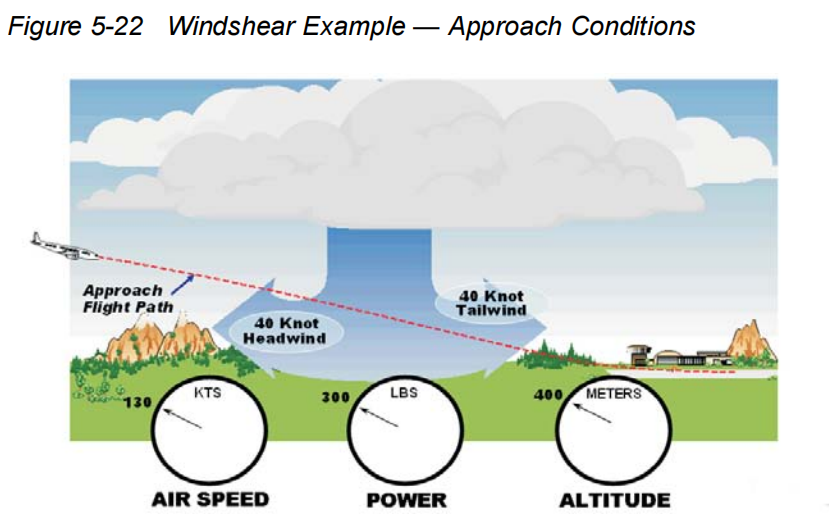 Figure 5-22 Windshear Example — Approach Conditions
Approach
Flight Path
40 Knot
Headwind
40 Knot
Tailwind
130
KTS
300
LBS
400
METERS
AIR SPEED
POWER
ALTITUDE